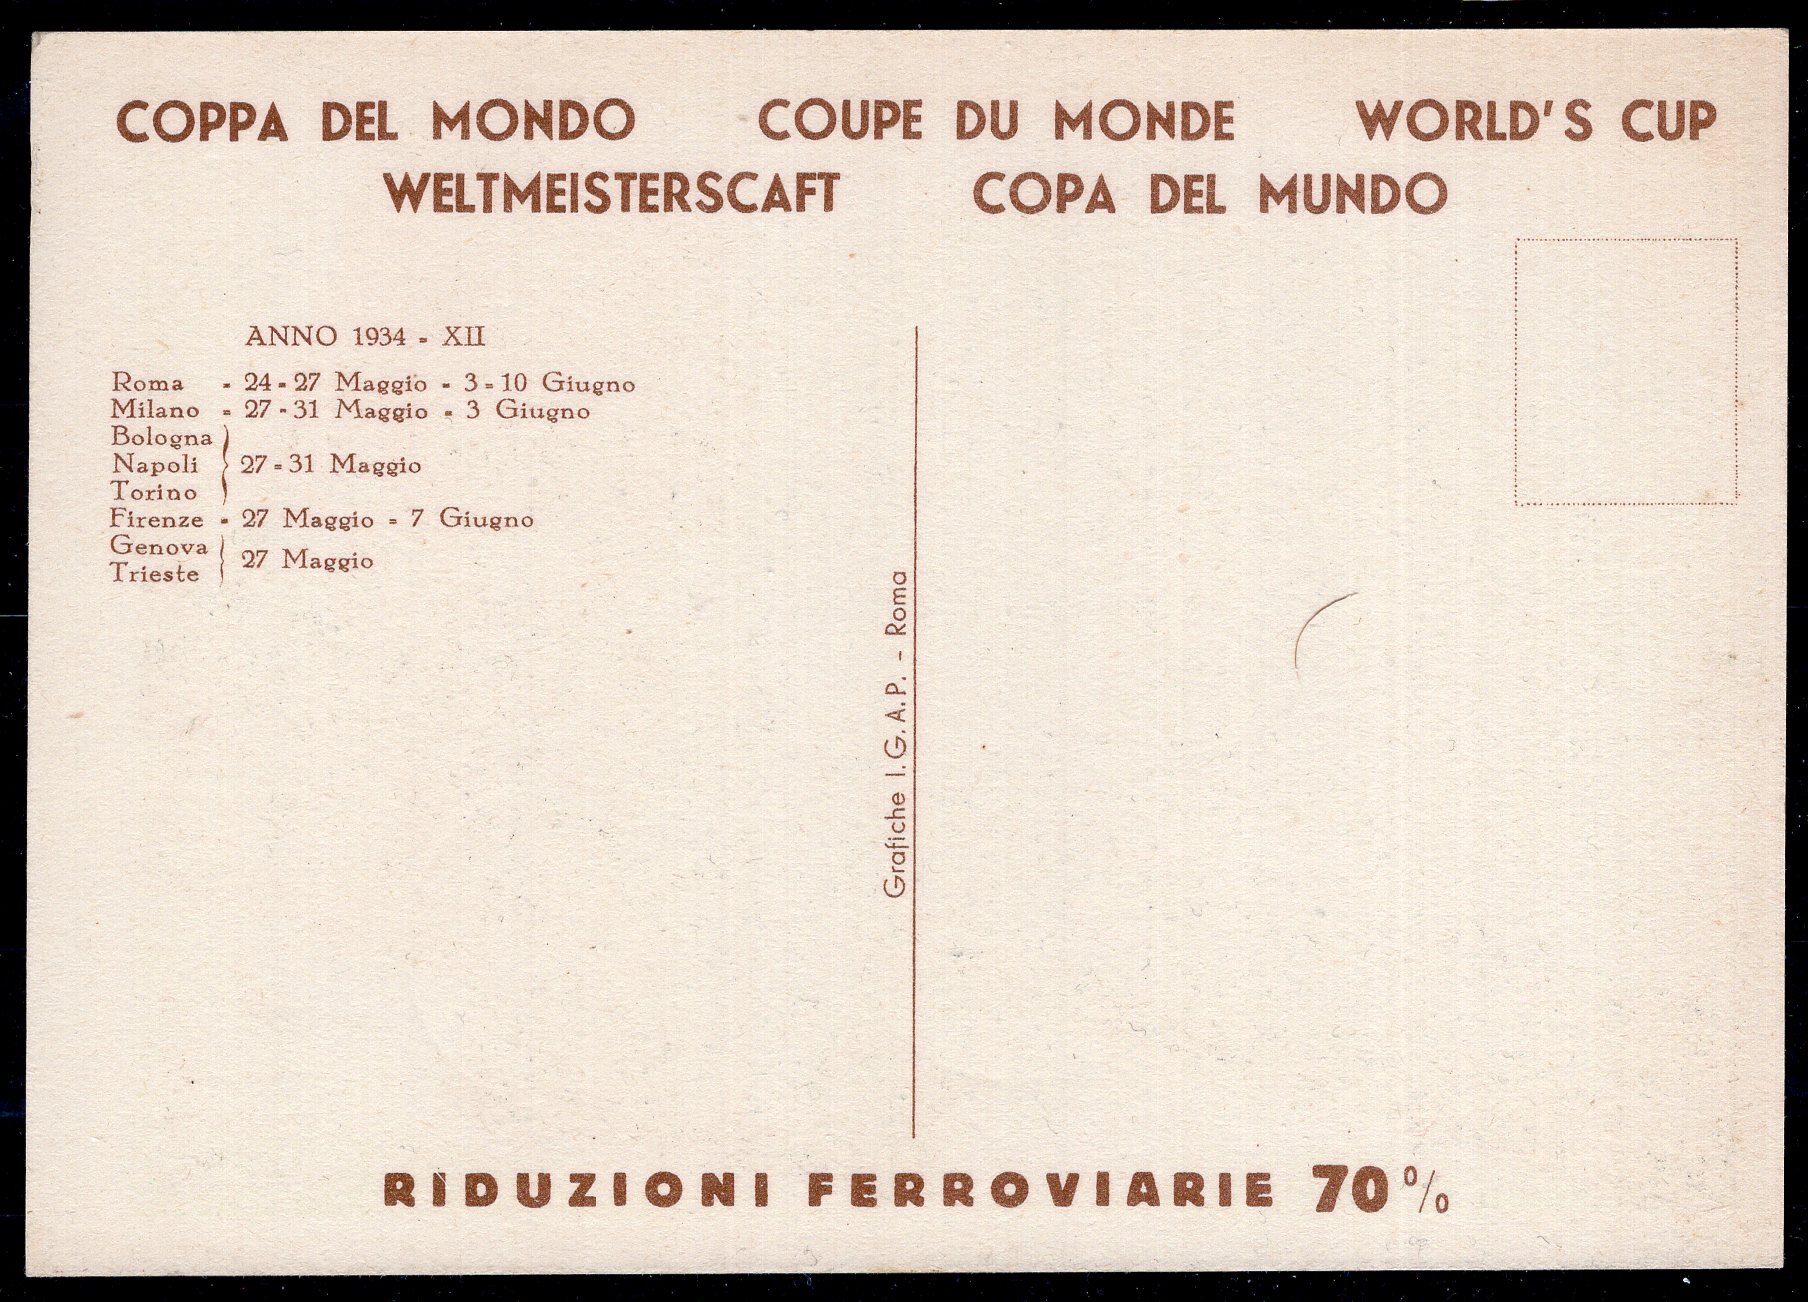 COPPA DEL MONDO COUPE DU MONDE WORLD'S CUP
WELTMEISTERSCAFT COPA DEL MUNDO
ANNO 1934 - XII
Roma - 24-27 Maggio - 3-10 Giugno
Milano - 27-31 Maggio - 3 Giugno
Bologna
Napoli } 27-31 Maggio
Torino
Firenze - 27 Maggio - 7 Giugno
Genova
Trieste } 27 Maggio
Grafiche I. G. A. P. - Roma
RIDUZIONI FERROVIARIE 70%